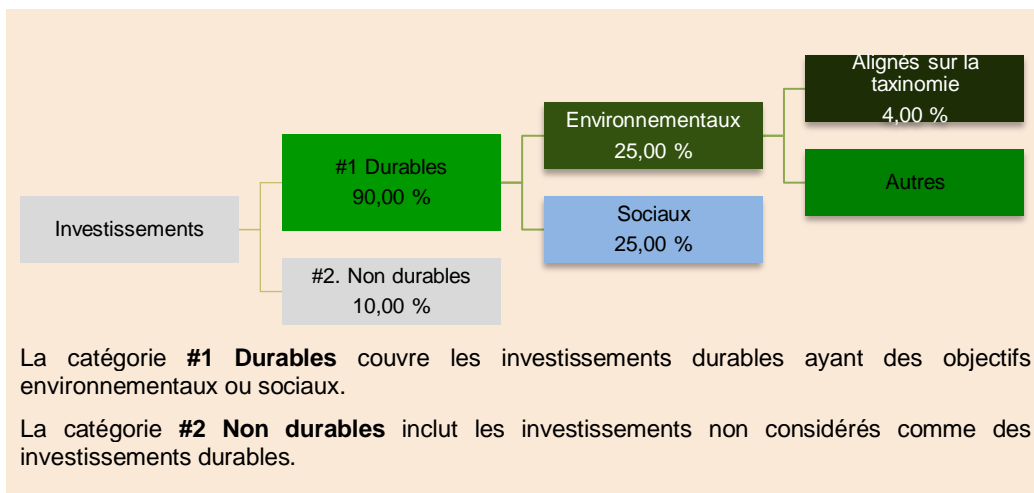 Investissements
#1 Durables
90,00 %
#2. Non durables
10,00 %
Environnementaux
25,00 %
Sociaux
25,00 %
Alignés sur la
taxinomie
4,00 %
Autres
La catégorie #1 Durables couvre les investissements durables ayant des objectifs
environnementaux ou sociaux.
La catégorie #2 Non durables inclut les investissements non considérés comme des
investissements durables.